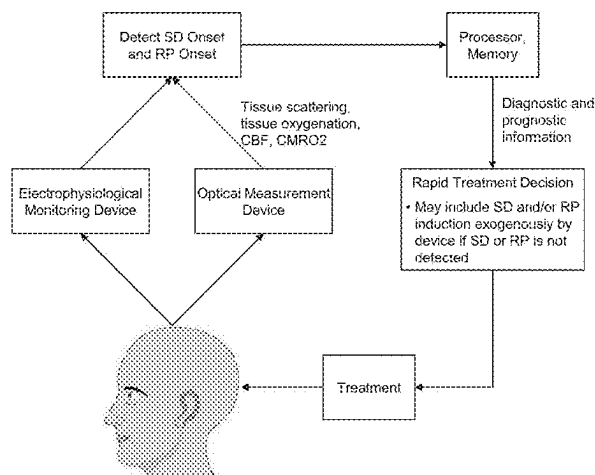 Detect SD Onset
and RP Onset
Processor,
Memory
Tissue scattering,
tissue oxygenation,
CBF, CMRO2
Diagnostic and
prognostic
information
Electrophysiological
Monitoring Device
Optical Measurement
Device
Rapid Treatment Decision
• May include SD and/or RP
induction exogenously by
device if SD or RP is not
detected
Treatment